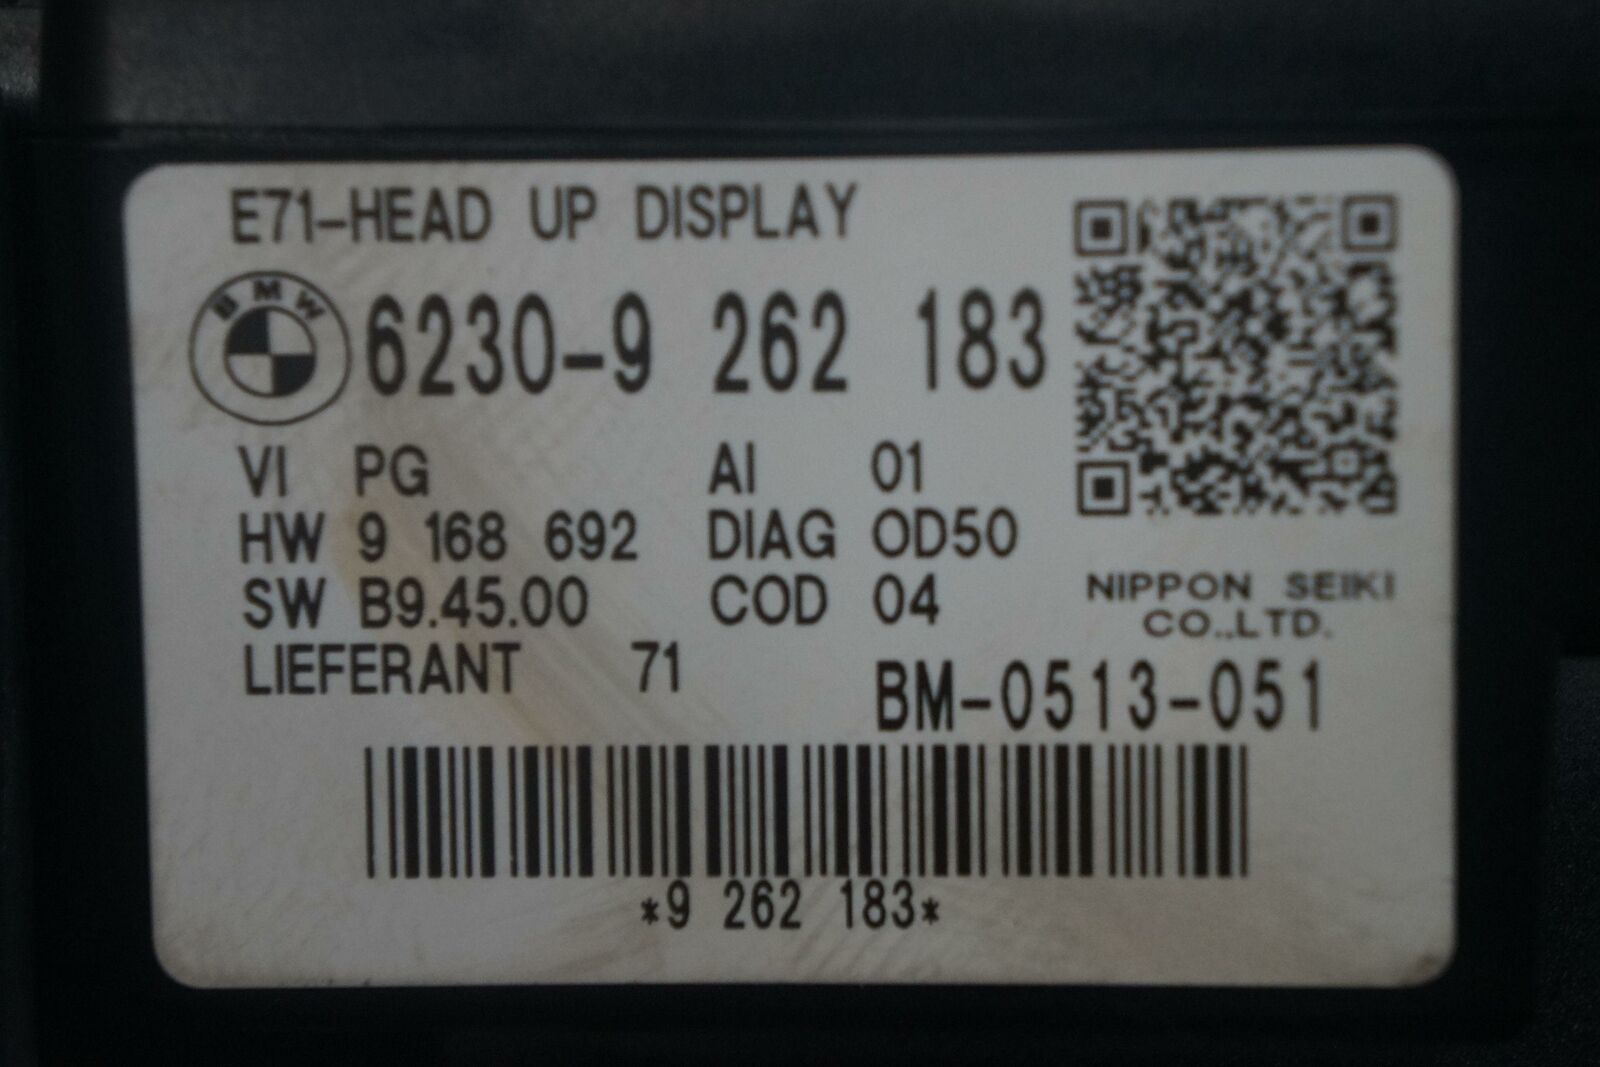 E71-HEAD UP DISPLAY
BMW
6230-9 262 183
VI PG AI 01
HW 9 168 692 DIAG 0D50
SW B9.45.00 COD 04
LIEFERANT 71
NIPPON SEIKI
CO.,LTD.
BM-0513-051
*9 262 183*